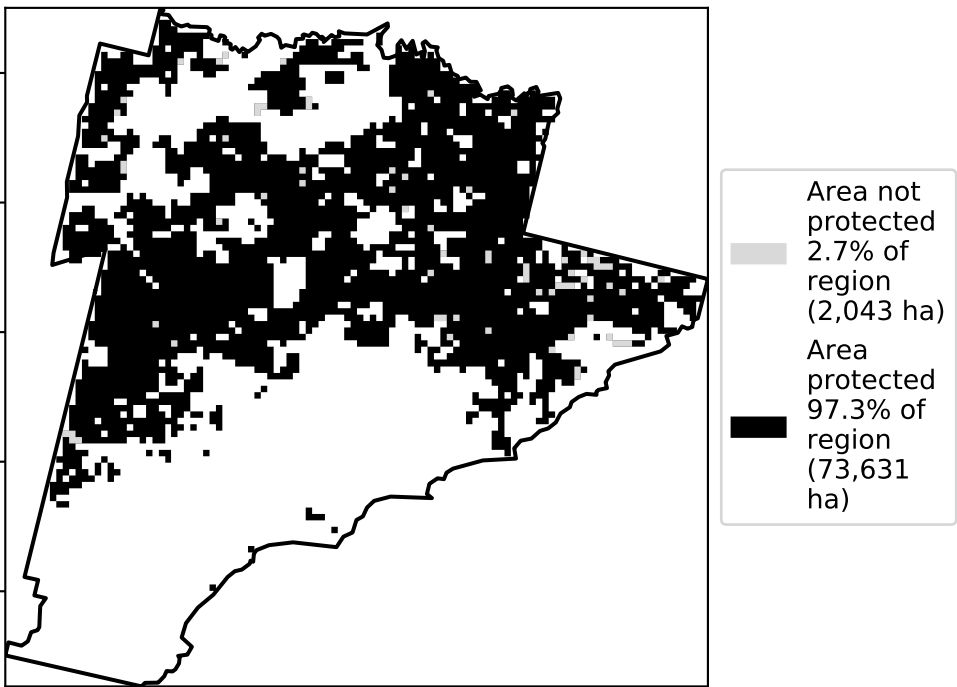 Area not
protected
2.7% of
region
(2,043 ha)
Area
protected
97.3% of
region
(73,631
ha)